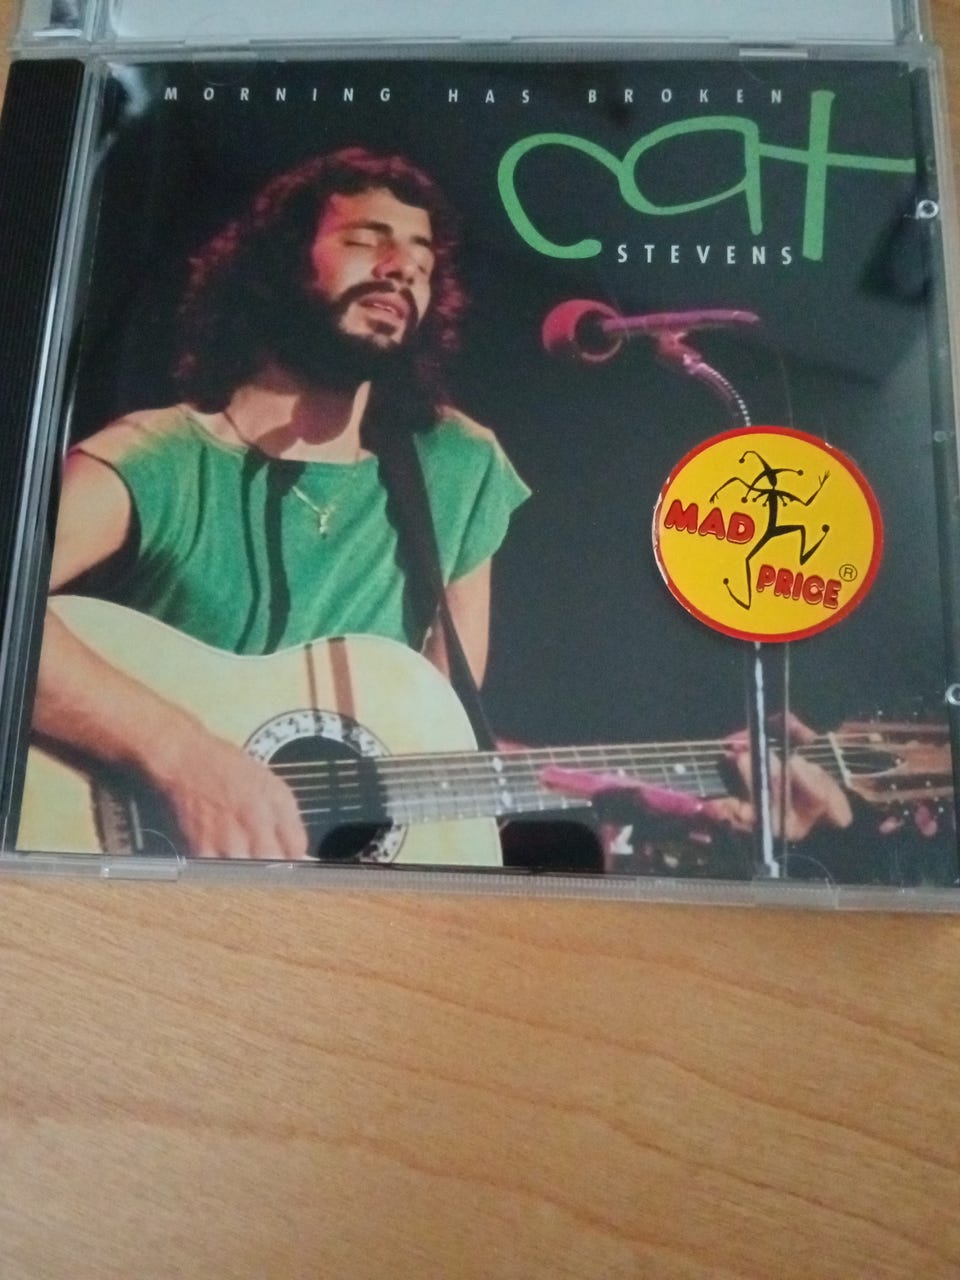 MORNING HAS BROKEN
cat
STEVENS
MAD
PRICE ®